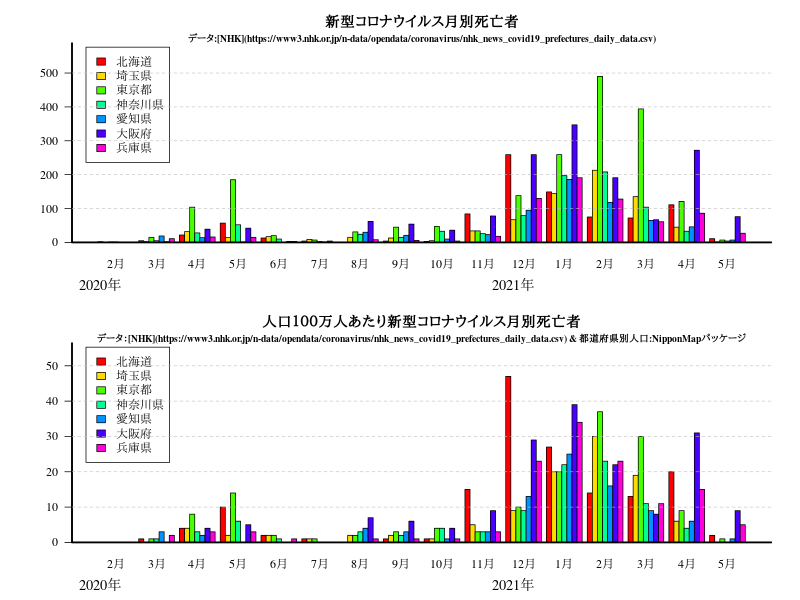 新型コロナウイルス月別死亡者
データ:[NHK](https://www3.nhk.or.jp/n-data/opendata/coronavirus/nhk_news_covid19_prefectures_daily_data.csv)
北海道
埼玉県
東京都
神奈川県
愛知県
大阪府
兵庫県
500
400
300
200
100
0
2月 3月 4月 5月 6月 7月 8月 9月 10月 11月 12月 1月 2月 3月 4月 5月
2020年 2021年
人口100万人あたり新型コロナウイルス月別死亡者
データ:[NHK](https://www3.nhk.or.jp/n-data/opendata/coronavirus/nhk_news_covid19_prefectures_daily_data.csv) & 都道府県別人口:NipponMapパッケージ
北海道
埼玉県
東京都
神奈川県
愛知県
大阪府
兵庫県
50
40
30
20
10
0
2月 3月 4月 5月 6月 7月 8月 9月 10月 11月 12月 1月 2月 3月 4月 5月
2020年 2021年